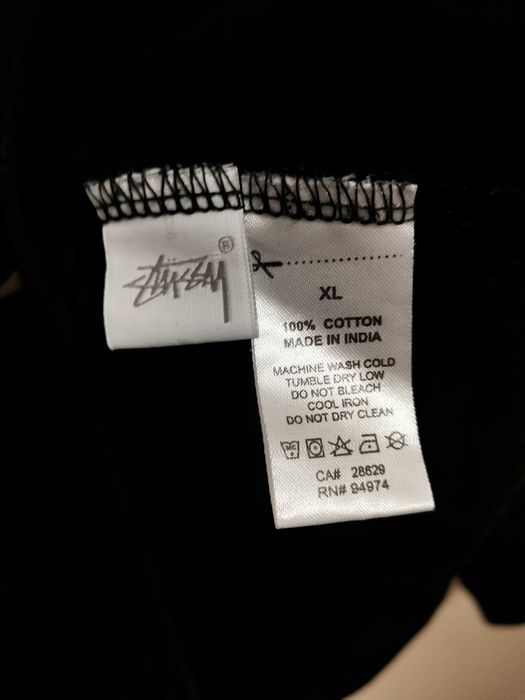 STÜSSY
®
XL
100% COTTON
MADE IN INDIA
MACHINE WASH COLD
TUMBLE DRY LOW
DO NOT BLEACH
COOL IRON
DO NOT DRY CLEAN
CA# 28629
RN# 94974